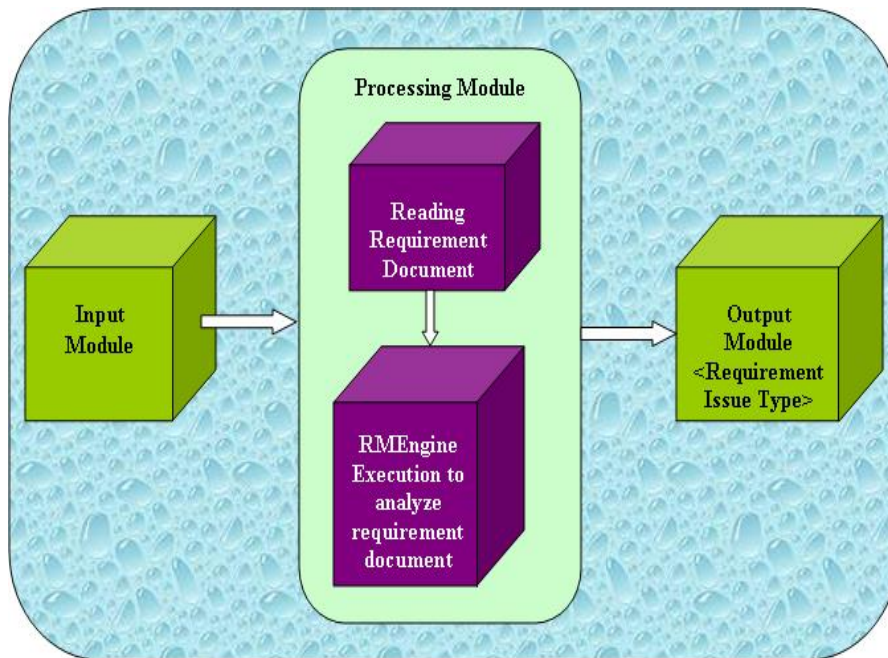 Processing Module
Reading
Requirement
Document
Input
Module
RMEngine
Execution to
analyze
requirement
document
Output
Module
<Requirement
Issue Type>